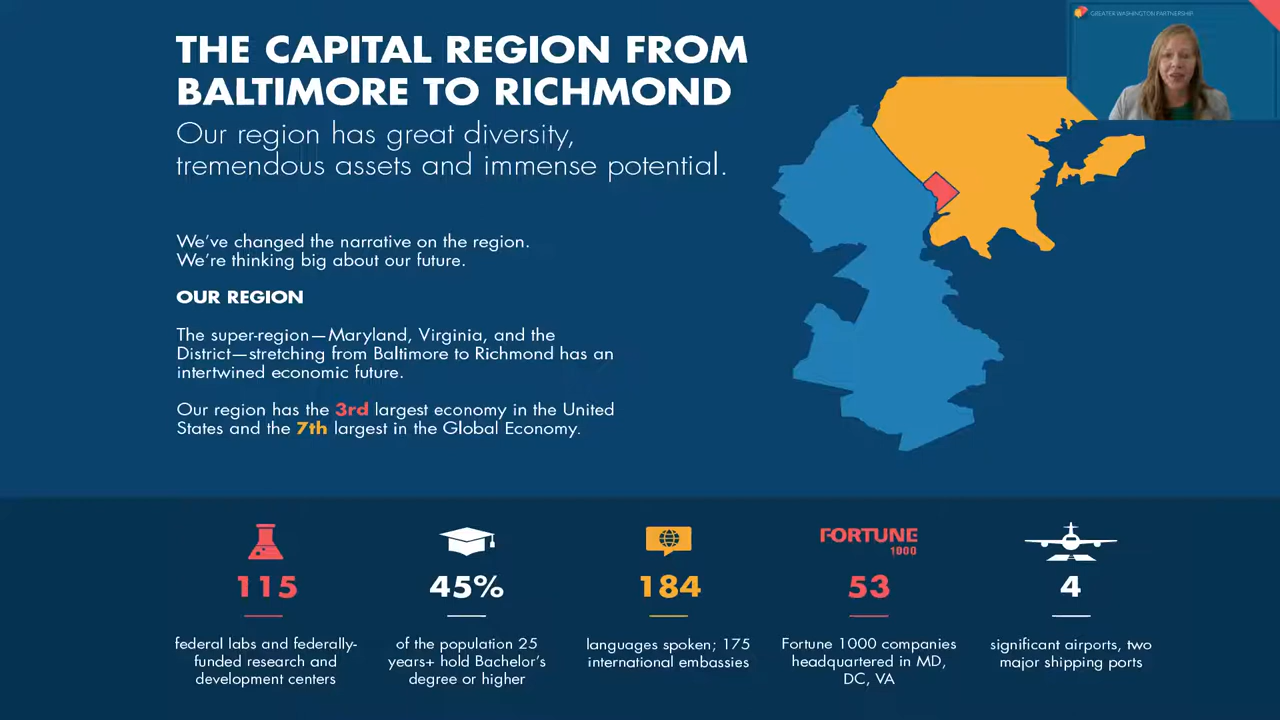 THE CAPITAL REGION FROM
BALTIMORE TO RICHMOND
Our region has great diversity,
tremendous assets and immense potential.
GREATER WASHINGTON PARTNERSHIP
We've changed the narrative on the region.
We're thinking big about our future.
OUR REGION
The super-region—Maryland, Virginia, and the
District—stretching from Baltimore to Richmond has an
intertwined economic future.
Our region has the 3rd largest economy in the United
States and the 7th largest in the Global Economy.
115
federal labs and federally-
funded research and
development centers
45%
of the population 25
years+ hold Bachelor's
degree or higher
184
languages spoken; 175
international embassies
FORTUNE
1000
53
Fortune 1000 companies
headquartered in MD,
DC, VA
4
significant airports, two
major shipping ports